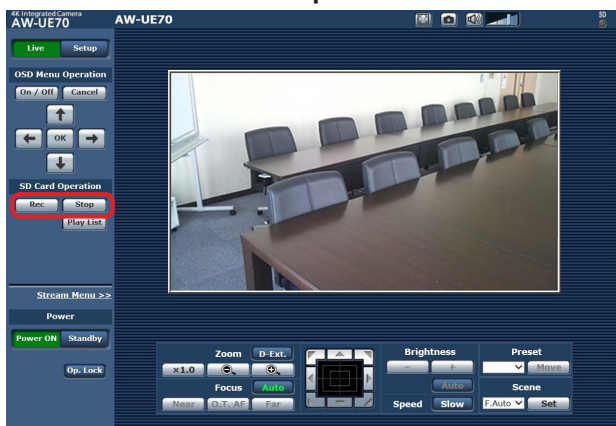 4K Integrated Camera
AW-UE70
AW-UE70
SD
Live Setup
OSD Menu Operation
On / Off Cancel
OK
SD Card Operation
Rec Stop
Play List
Stream Menu >>
Power
Power ON Standby
Op. Lock
Zoom D-Ext.
×1.0
Focus Auto
Near O.T. AF Far
Brightness
- +
Auto
Speed Slow
Preset
Move
Scene
F.Auto Set